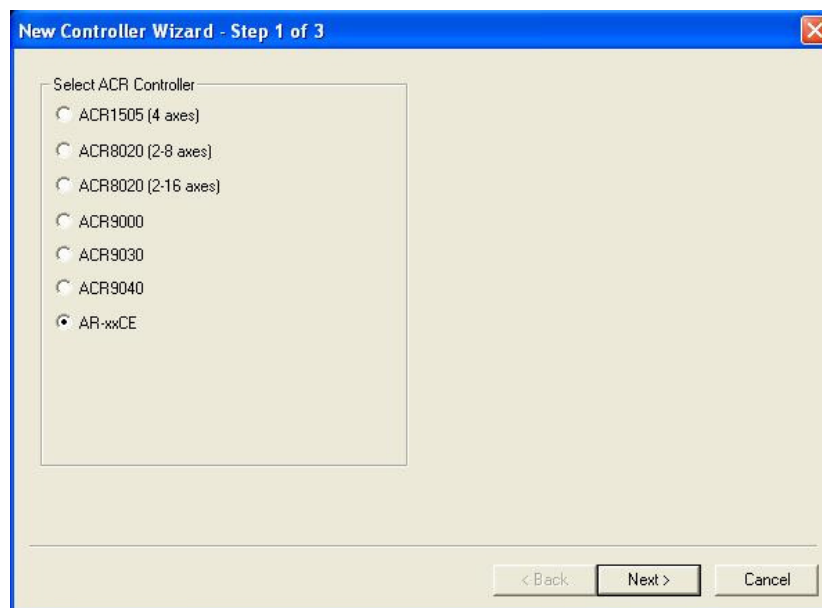 New Controller Wizard - Step 1 of 3
Select ACR Controller
ACR1505 (4 axes)
ACR8020 (2-8 axes)
ACR8020 (2-16 axes)
ACR9000
ACR9030
ACR9040
AR-xxCE
< Back
Next >
Cancel